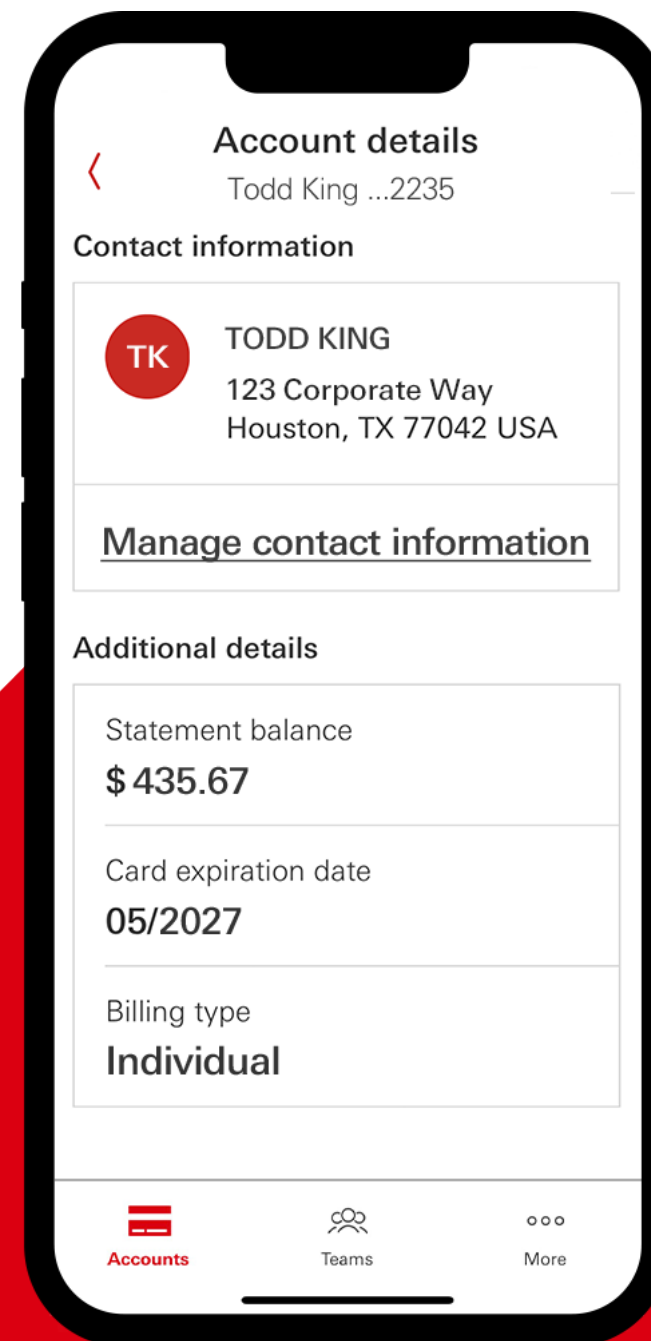 Account details
Todd King ...2235
Contact information
TK
TODD KING
123 Corporate Way
Houston, TX 77042 USA
Manage contact information
Additional details
Statement balance
$ 435.67
Card expiration date
05/2027
Billing type
Individual
Accounts
Teams
More